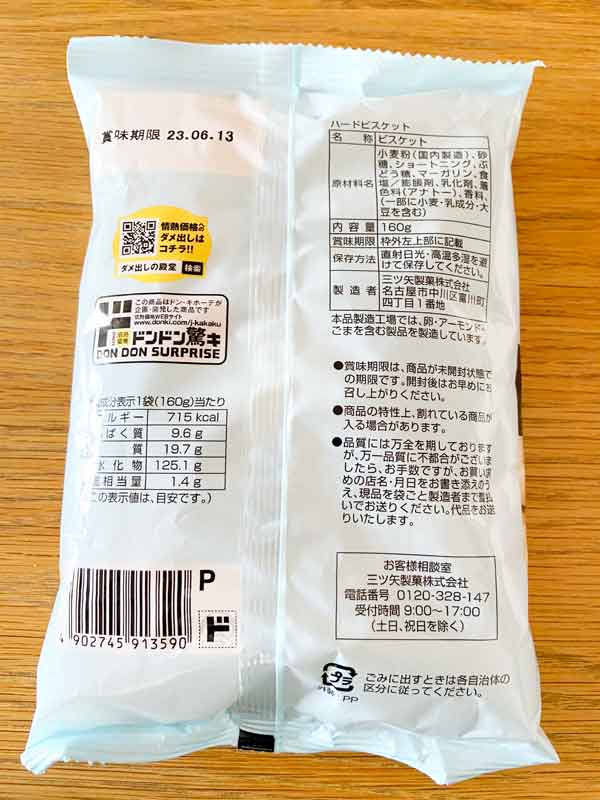 賞味期限 23.06.13
情熱価格への
ダメ出しは
コチラ!!
ダメ出しの殿堂 検索
この商品はドン・キホーテが
企画・開発した商品です
情熱価格WEBサイト
www.donki.com/j-kakaku
ド 情熱価格 ドンドン驚キ
DON DON SURPRISE
成分表示1袋(160g)当たり
ルギー 715 kcal
ぱく質 9.6 g
質 19.7 g
水化物 125.1 g
相当量 1.4 g
この表示値は、目安です。)
P
ド
4 902745 913590
ハードビスケット
名称 ビスケット
原材料名 小麦粉(国内製造)、砂
糖、ショートニング、ぶ
どう糖、マーガリン、食
塩/膨脹剤、乳化剤、着
色料(アナトー)、香料、
(一部に小麦・乳成分・大
豆を含む)
内容量 160g
賞味期限 枠外左上部に記載
保存方法 直射日光・高温多湿を避
けて保存してください。
製造者 三ツ矢製菓株式会社
名古屋市中川区富川町
四丁目1番地
本品製造工場では、卵・アーモンド・
ごまを含む製品を製造しています。
●賞味期限は、商品が未開封状態で
の期限です。開封後はお早めにお
召し上がりください。
●商品の特性上、割れている商品が
入る場合があります。
●品質には万全を期しております
が、万一品質に不都合がございま
したら、お手数ですが、お買い求
めの店名・月日をお書き添えのう
え、現品を袋ごと製造者まで着払
いでお送りください。代品をお送
りいたします。
お客様相談室
三ツ矢製菓株式会社
電話番号 0120-328-147
受付時間 9:00〜17:00
(土日、祝日を除く)
プラ
外装 PP
ごみに出すときは各自治体の
区分に従ってください。